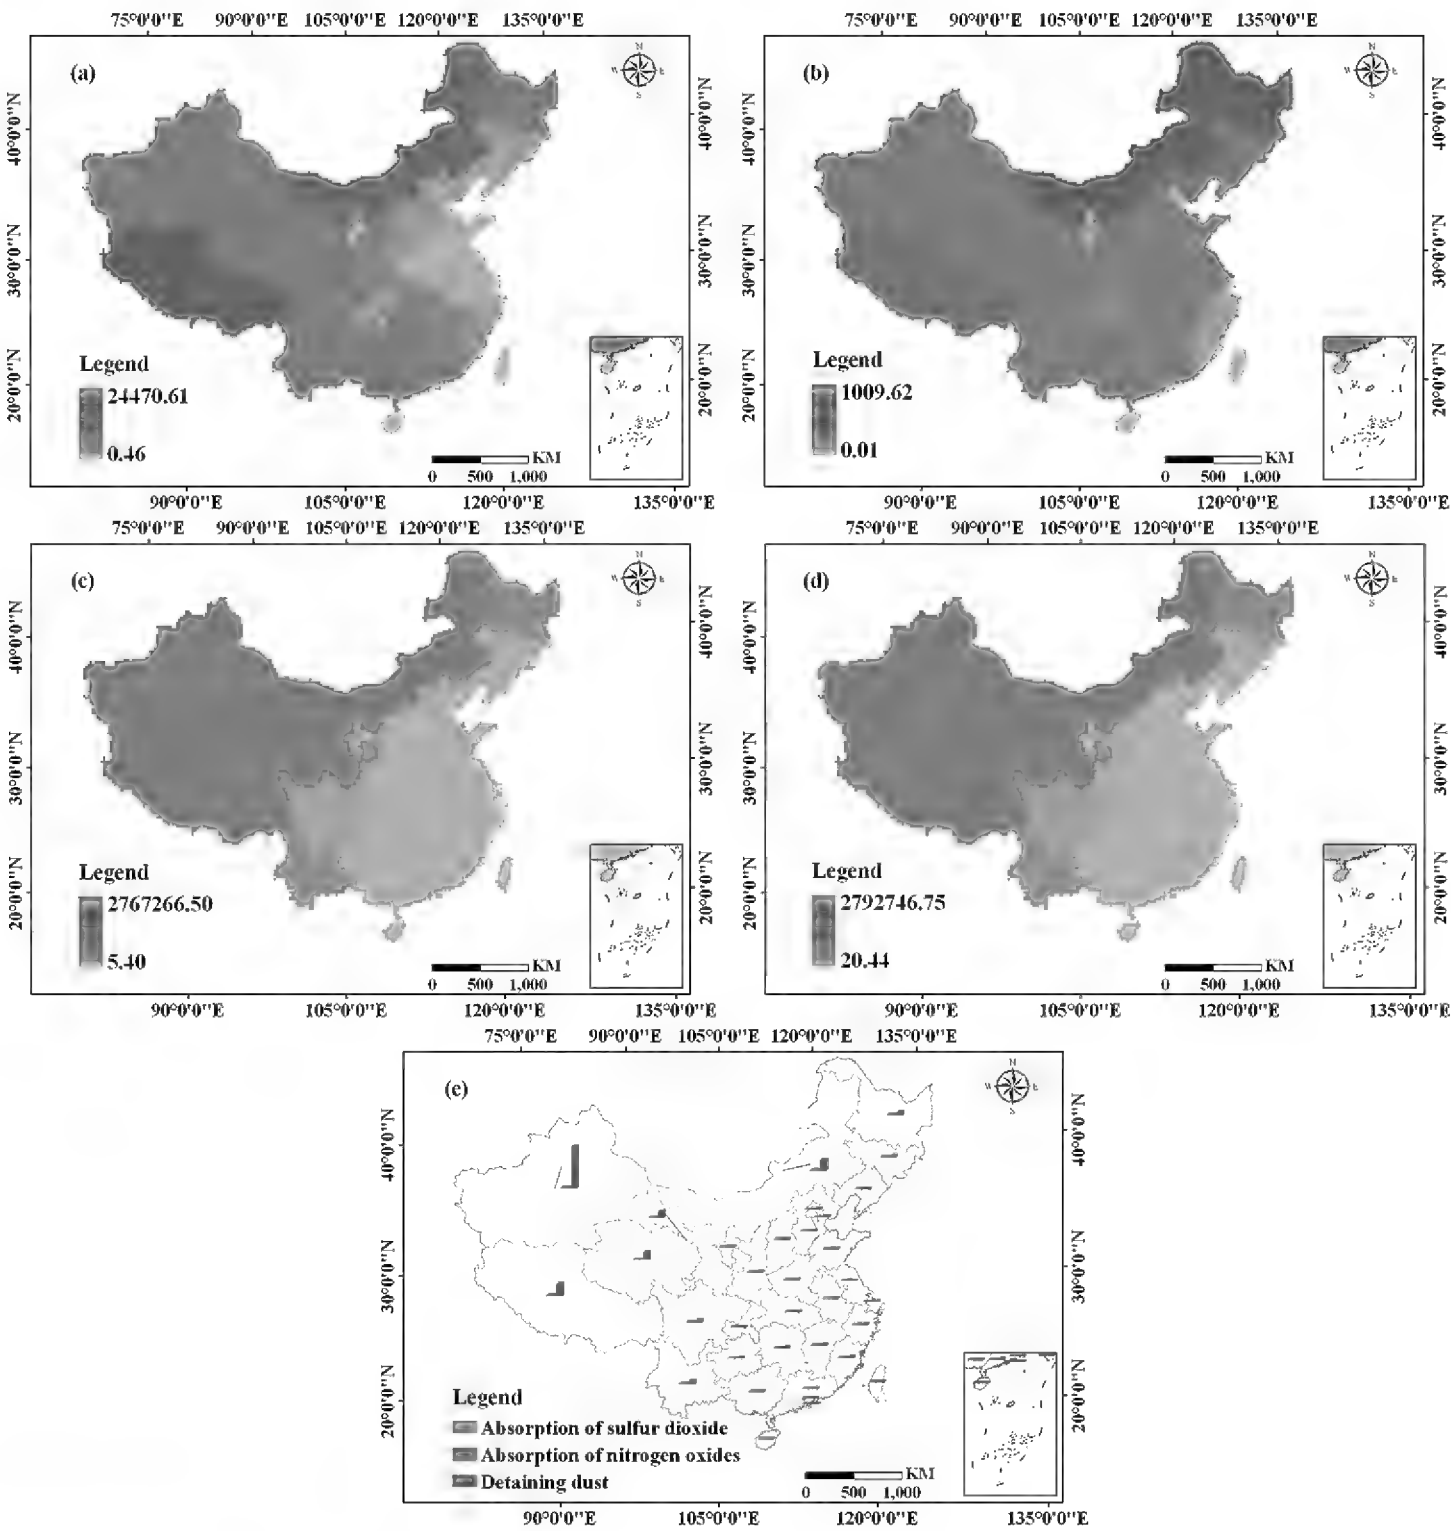 75°0'0"E 90°0'0"E 105°0'0"E 120°0'0"E 135°0'0"E
75°0'0"E 90°0'0"E 105°0'0"E 120°0'0"E 135°0'0"E
(a)
N
W E
S
40°0'0"N
30°0'0"N
20°0'0"N
40°0'0"N
30°0'0"N
20°0'0"N
Legend
24470.61
0.46
KM
0 500 1,000
90°0'0"E 105°0'0"E 120°0'0"E 135°0'0"E
(b)
N
W E
S
40°0'0"N
30°0'0"N
20°0'0"N
40°0'0"N
30°0'0"N
20°0'0"N
Legend
1009.62
0.01
KM
0 500 1,000
90°0'0"E 105°0'0"E 120°0'0"E 135°0'0"E
75°0'0"E 90°0'0"E 105°0'0"E 120°0'0"E 135°0'0"E
75°0'0"E 90°0'0"E 105°0'0"E 120°0'0"E 135°0'0"E
(c)
N
W E
S
40°0'0"N
30°0'0"N
20°0'0"N
40°0'0"N
30°0'0"N
20°0'0"N
Legend
2767266.50
5.40
KM
0 500 1,000
90°0'0"E 105°0'0"E 120°0'0"E 135°0'0"E
(d)
N
W E
S
40°0'0"N
30°0'0"N
20°0'0"N
40°0'0"N
30°0'0"N
20°0'0"N
Legend
2792746.75
20.44
KM
0 500 1,000
90°0'0"E 105°0'0"E 120°0'0"E 135°0'0"E
75°0'0"E 90°0'0"E 105°0'0"E 120°0'0"E 135°0'0"E
(e)
N
W E
S
40°0'0"N
30°0'0"N
20°0'0"N
40°0'0"N
30°0'0"N
20°0'0"N
Legend
Absorption of sulfur dioxide
Absorption of nitrogen oxides
Detaining dust
KM
0 500 1,000
90°0'0"E 105°0'0"E 120°0'0"E 135°0'0"E